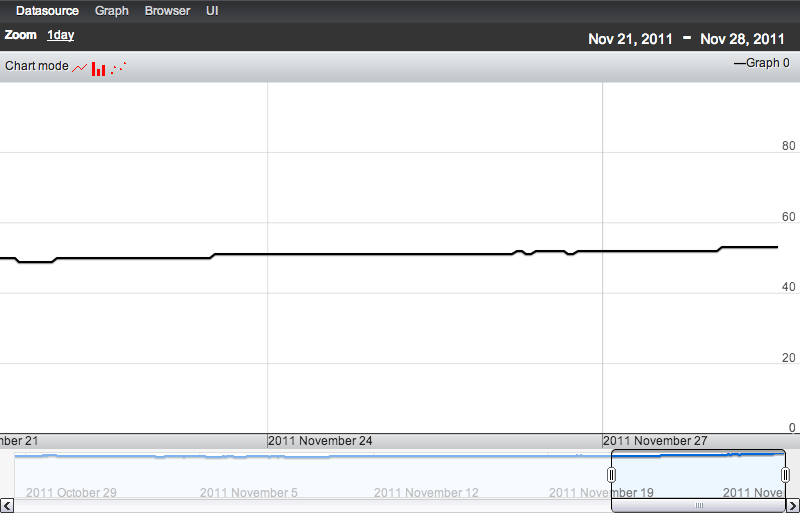 Datasource Graph Browser UI
Zoom 1day Nov 21, 2011 – Nov 28, 2011
Chart mode —Graph 0
80
60
40
20
0
nber 21 2011 November 24 2011 November 27
2011 October 29 2011 November 5 2011 November 12 2011 November 19 2011 Nove